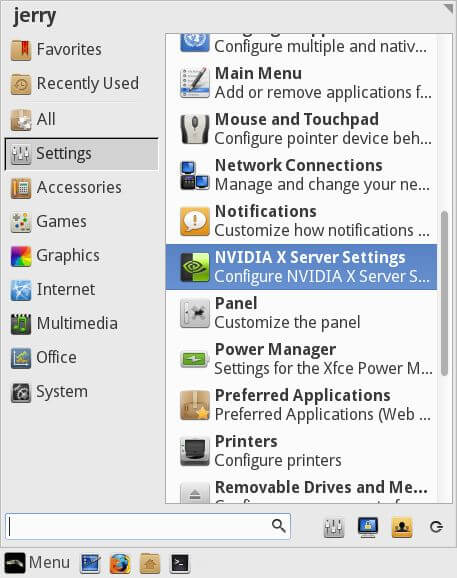 jerry
Favorites
Recently Used
All
Settings
Accessories
Games
Graphics
Internet
Multimedia
Office
System
Configure multiple and nativ...
Main Menu
Add or remove applications f...
Mouse and Touchpad
Configure pointer device beh...
Network Connections
Manage and change your ne...
Notifications
Customize how notifications ...
NVIDIA X Server Settings
Configure NVIDIA X Server S...
Panel
Customize the panel
Power Manager
Settings for the Xfce Power M...
Preferred Applications
Preferred Applications (Web ...
Printers
Configure printers
Removable Drives and Me...
Menu